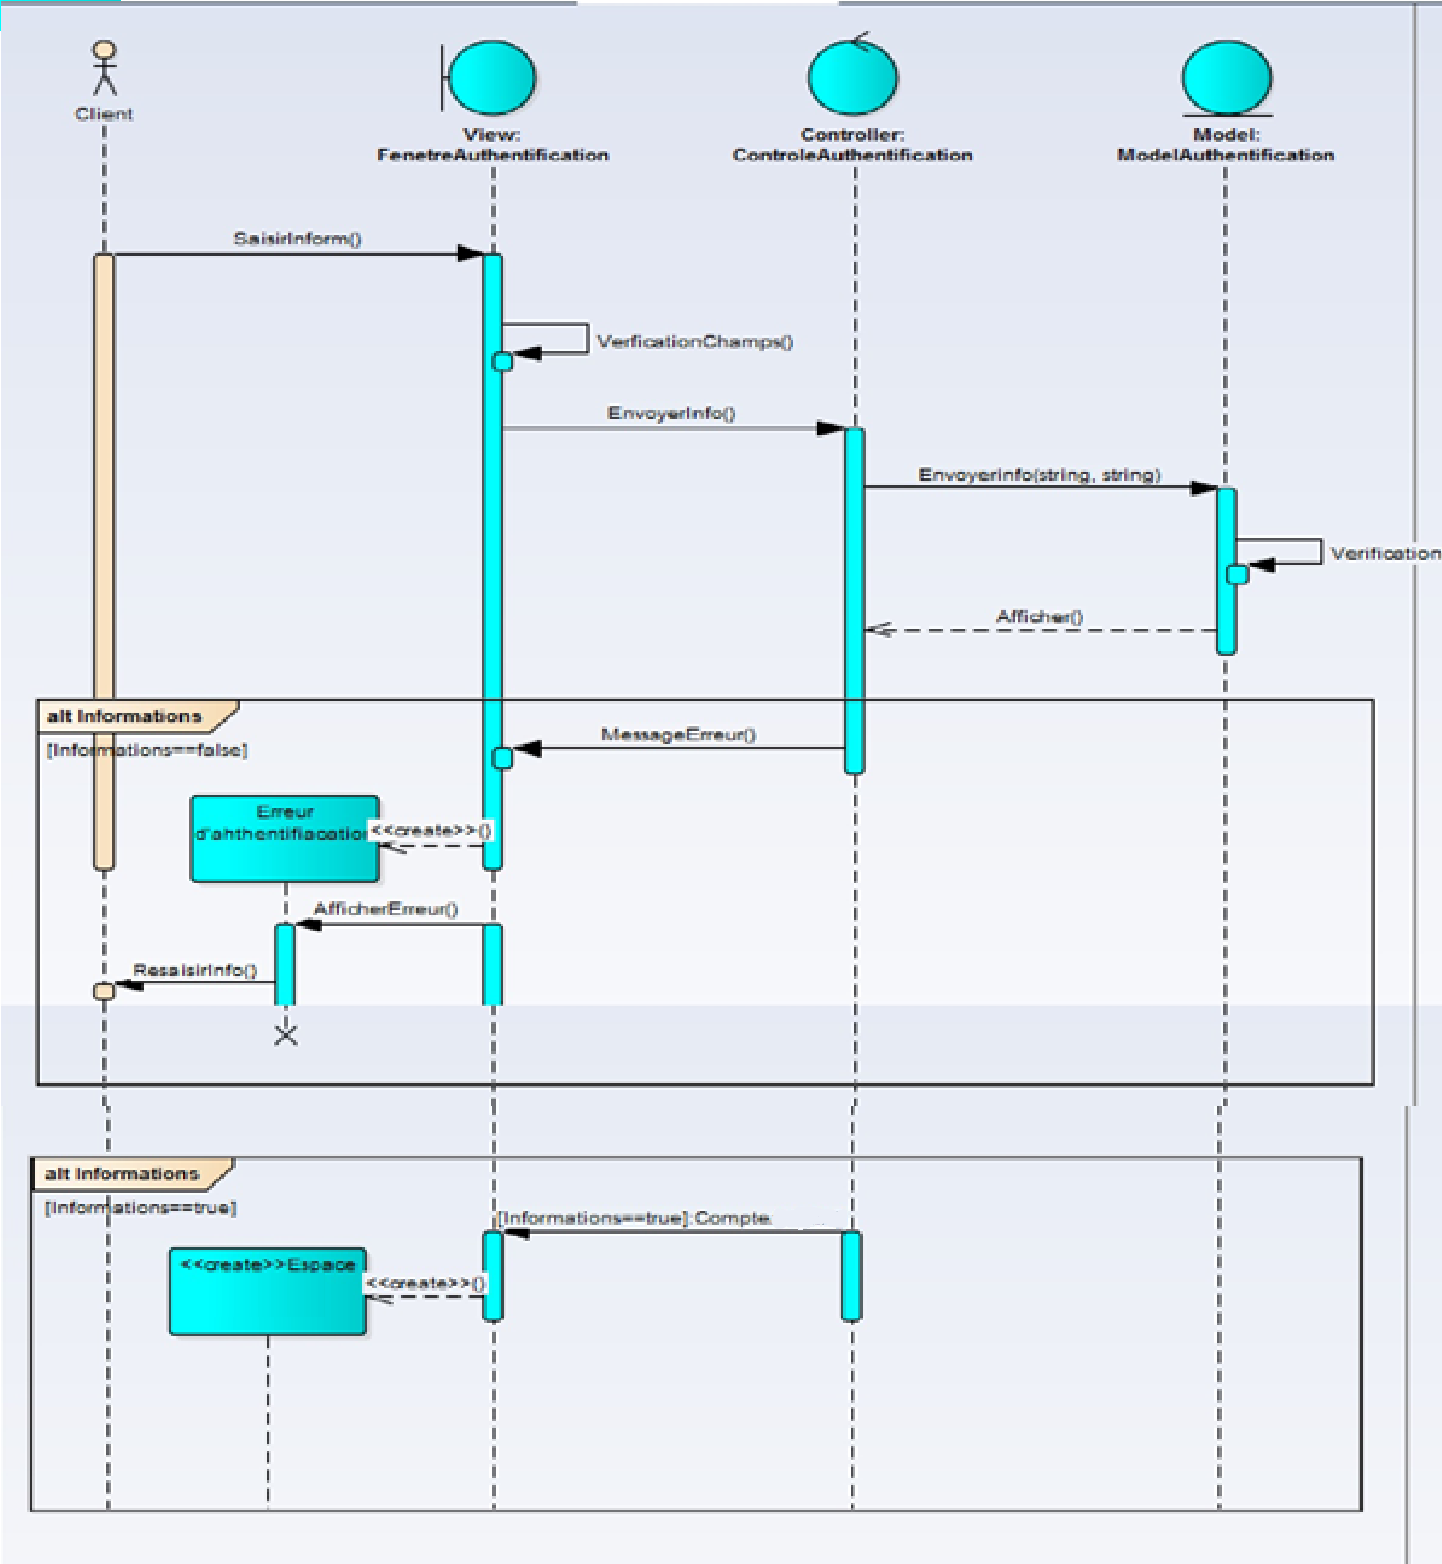 Client
View:
FenetreAuthentification
Controller:
ControleAuthentification
Model:
ModelAuthentification
SaisirInform()
VerficationChamps()
EnvoyerInfo()
EnvoyerInfo(string, string)
Verification
Afficher()
alt Informations
[Informations==false]
MessageErreur()
Erreur
d'ahthentifiacation
<<create>>()
AfficherErreur()
ResaisirInfo()
alt Informations
[Informations==true]
[Informations==true]:Compte
<<create>>Espace
<<create>>()